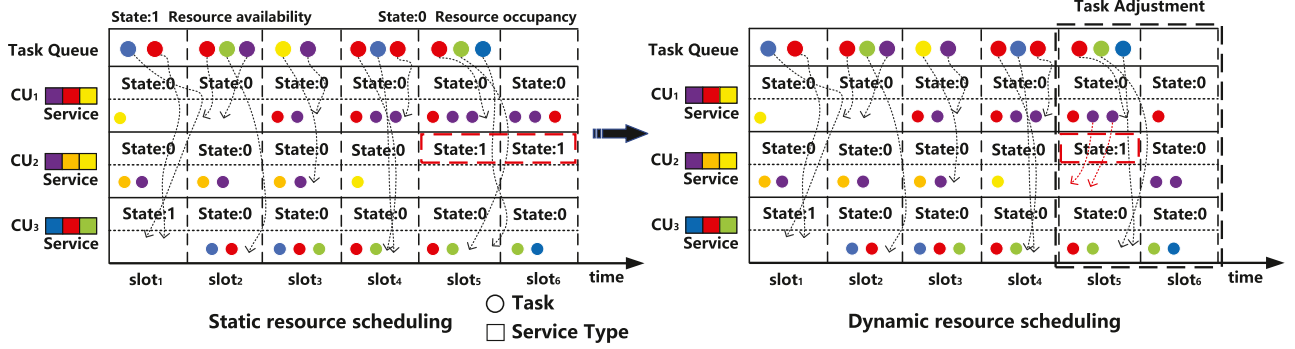 State:1 Resource availability State:0 Resource occupancy
Task Queue
State:0 State:0 State:0 State:0 State:0 State:0
CU1
Service
State:0 State:0 State:0 State:0 State:1 State:1
CU2
Service
State:1 State:0 State:0 State:0 State:0 State:0
CU3
Service
slot1 slot2 slot3 slot4 slot5 slot6 time
Task
Service Type
Static resource scheduling
Task Adjustment
Task Queue
State:0 State:0 State:0 State:0 State:0 State:0
CU1
Service
State:0 State:0 State:0 State:0 State:1 State:0
CU2
Service
State:1 State:0 State:0 State:0 State:0 State:0
CU3
Service
slot1 slot2 slot3 slot4 slot5 slot6 time
Dynamic resource scheduling